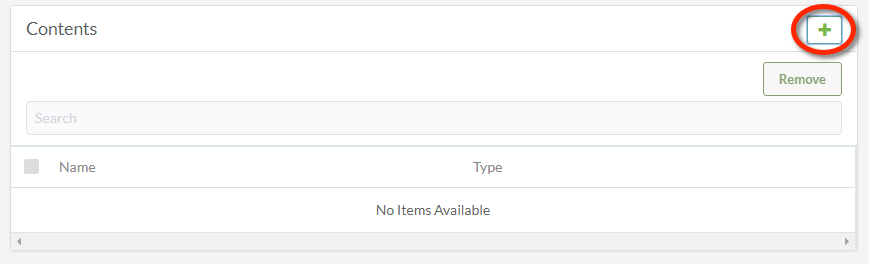 Contents
Remove
Search
Name Type
No Items Available